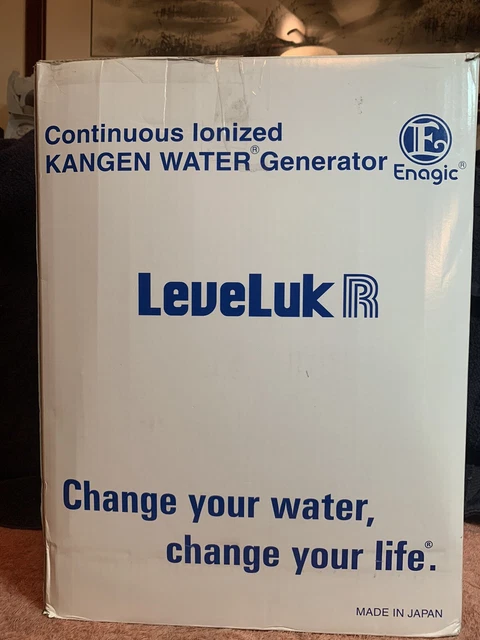 Continuous Ionized
KANGEN WATER® Generator
E
Enagic®
LeveLuk R
Change your water,
change your life®.
MADE IN JAPAN